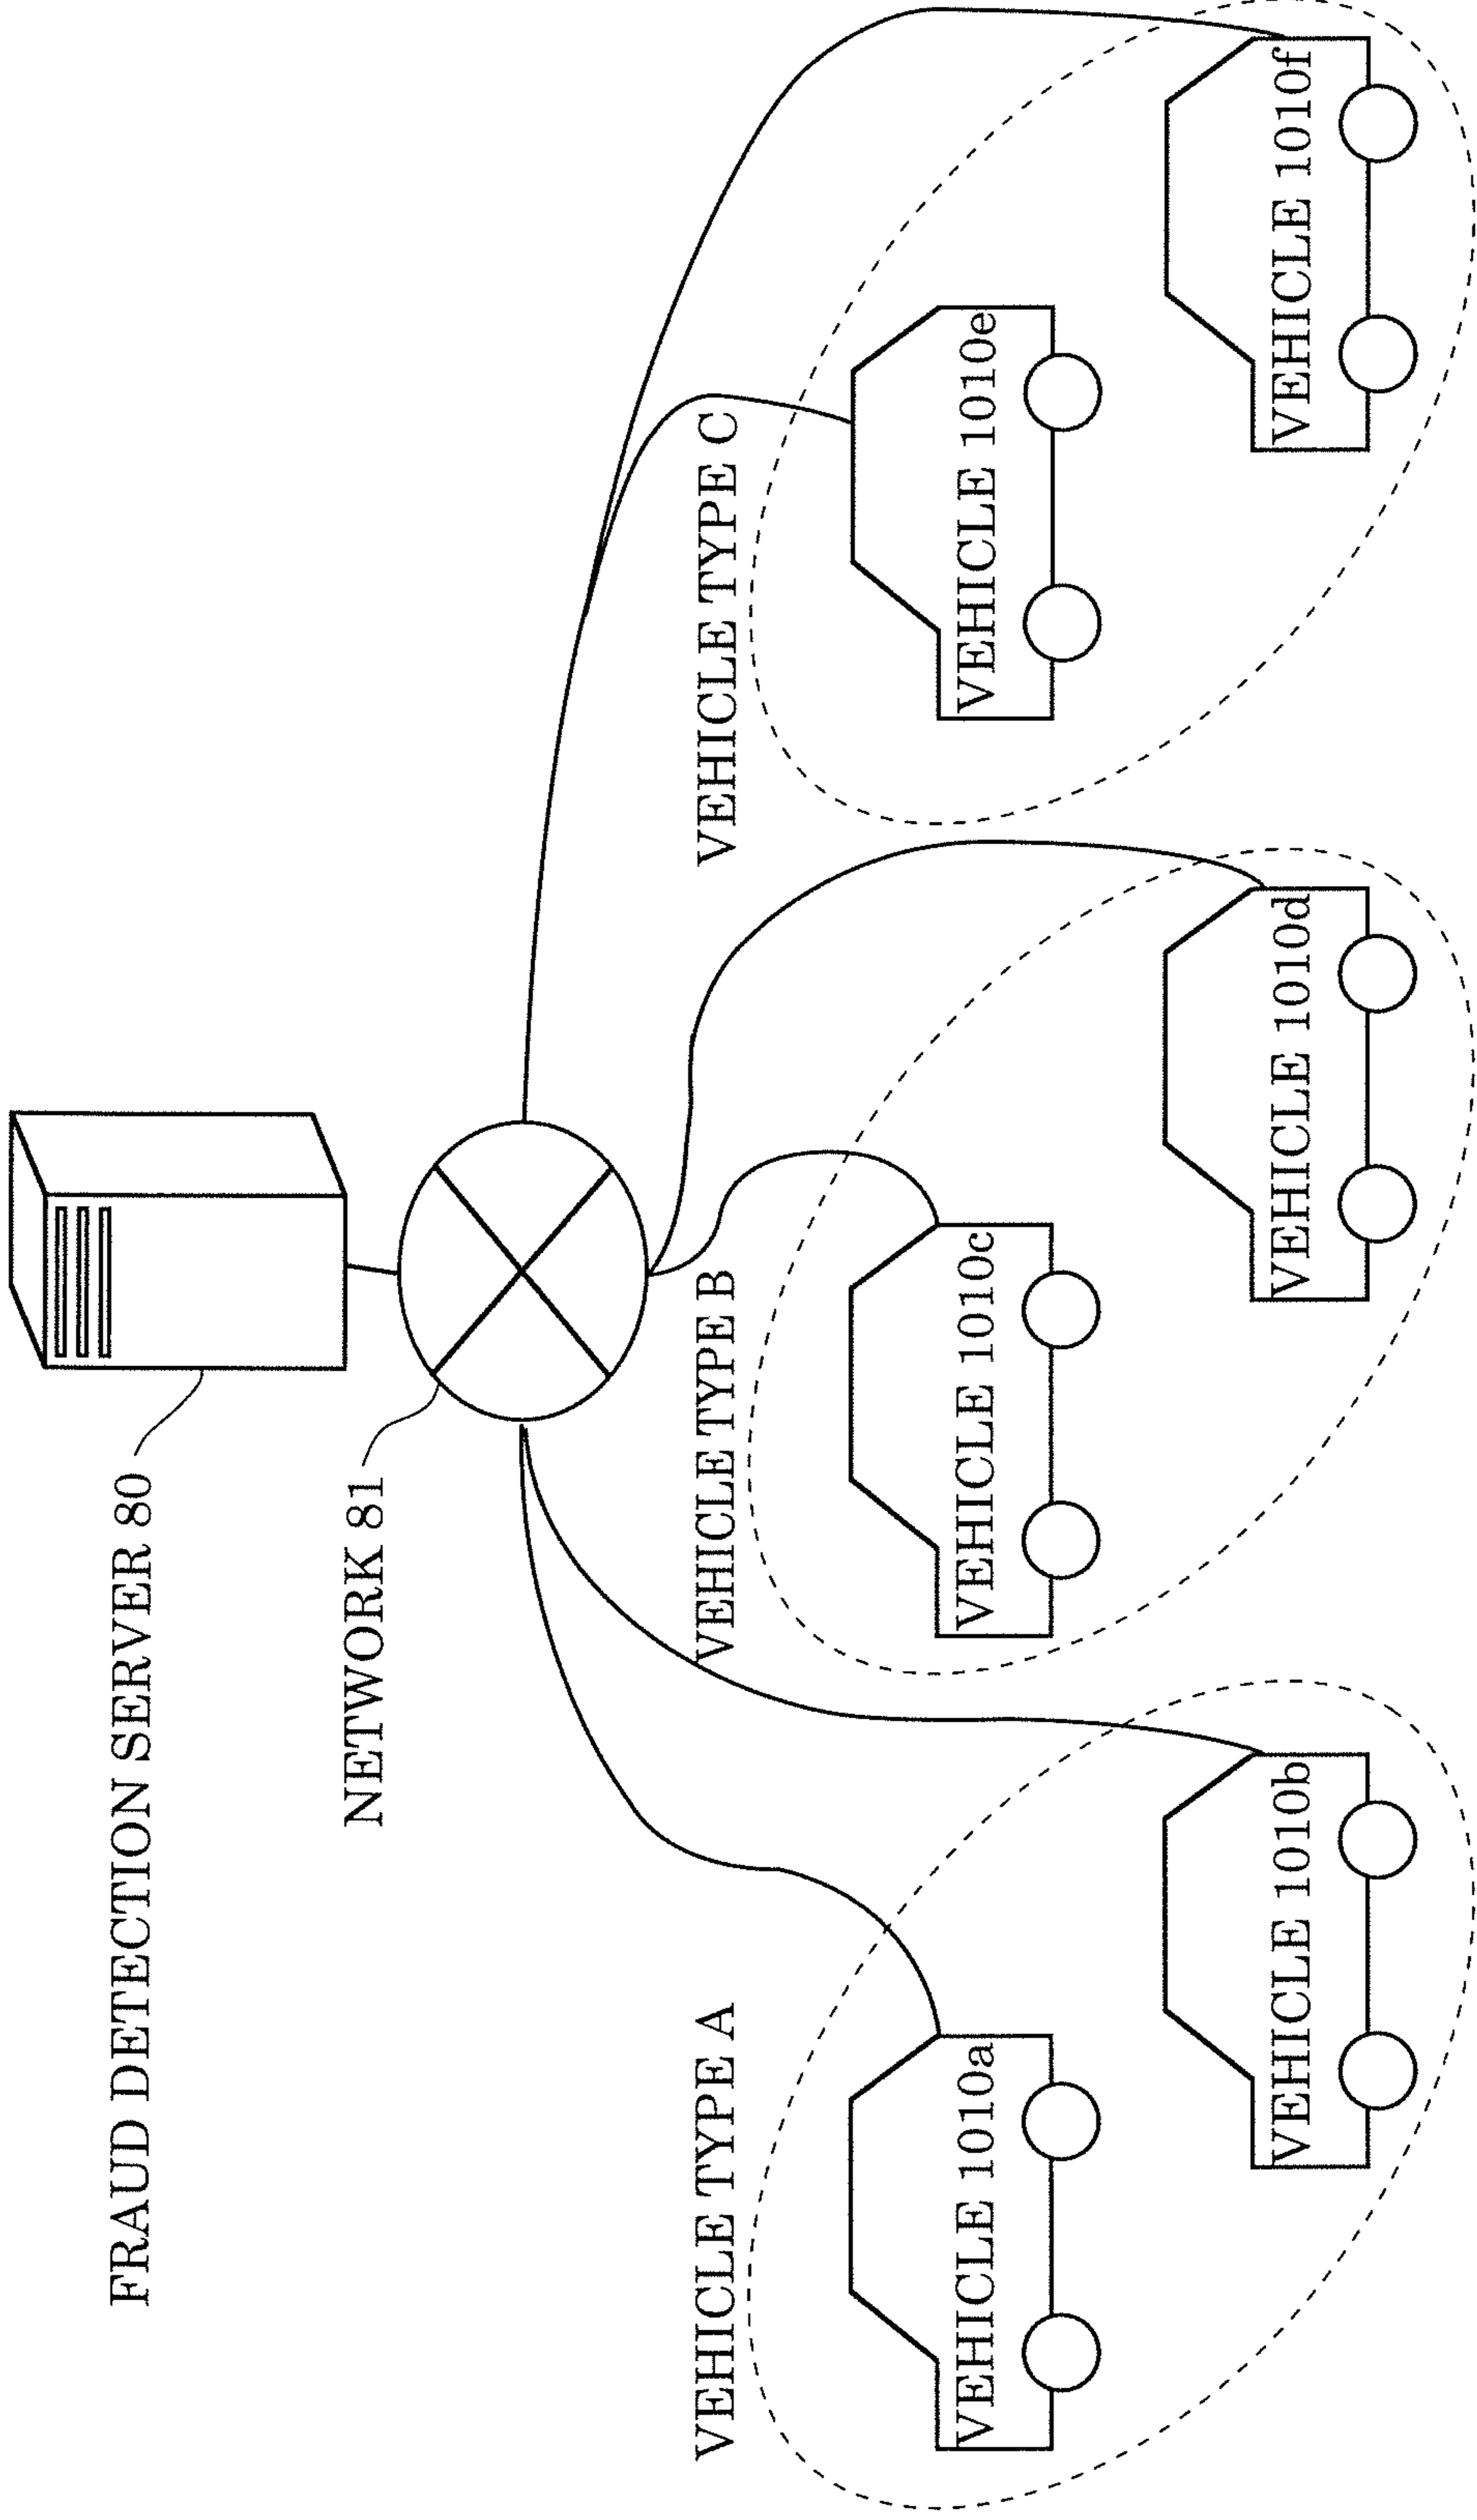 FRAUD DETECTION SERVER 80
NETWORK 81
VEHICLE TYPE A
VEHICLE TYPE B
VEHICLE TYPE C
VEHICLE 1010a
VEHICLE 1010c
VEHICLE 1010e
VEHICLE 1010b
VEHICLE 1010d
VEHICLE 1010f